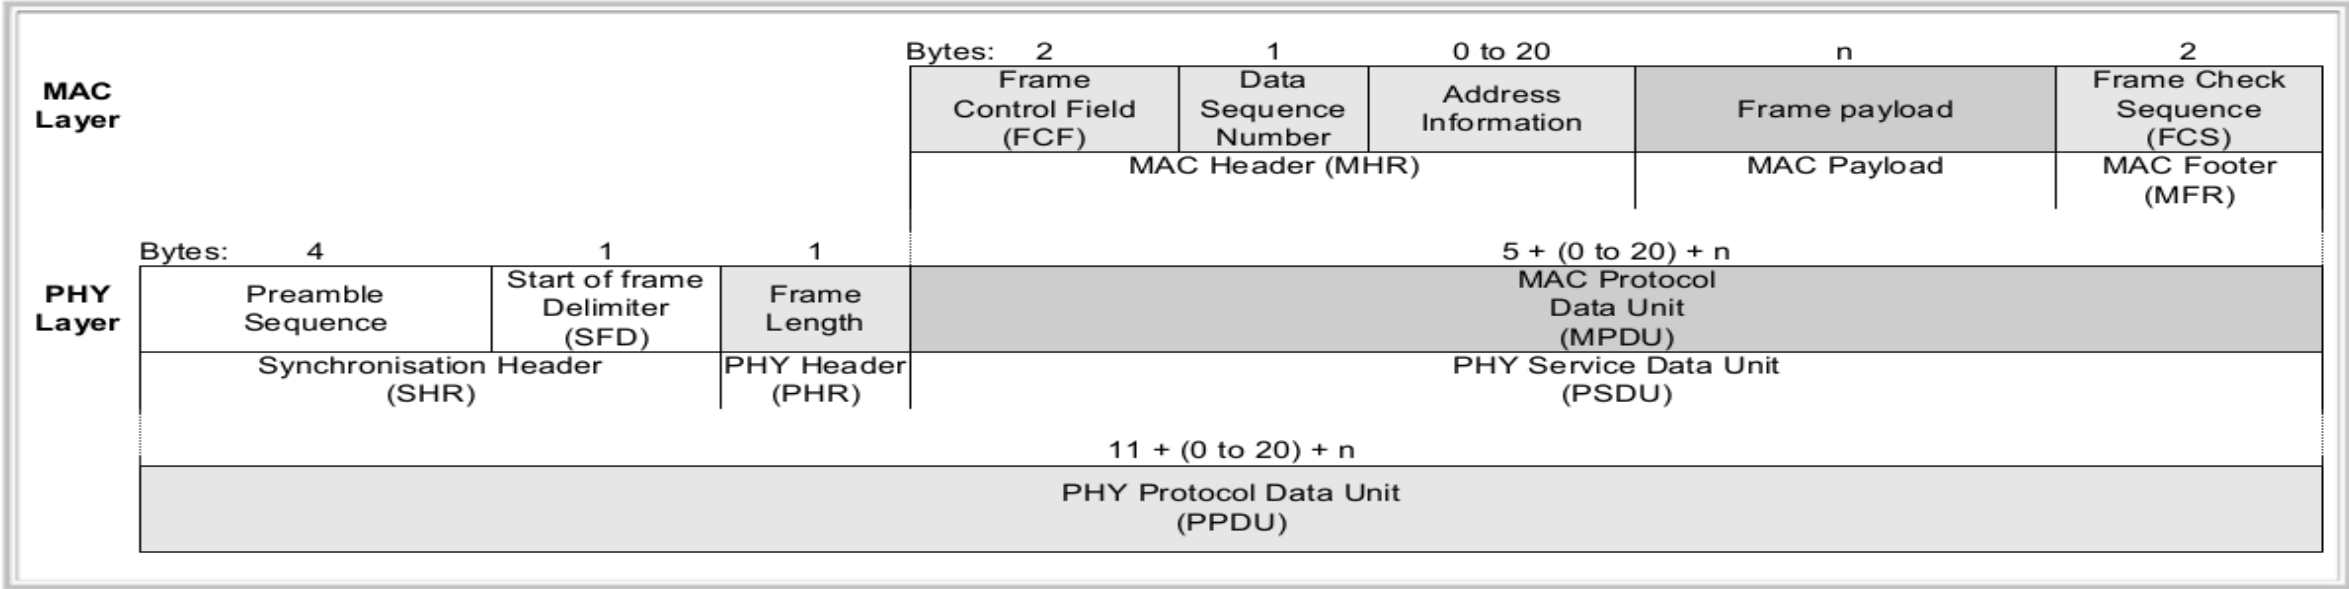 Bytes: 2 1 0 to 20 n 2
MAC
Layer
Frame
Control Field
(FCF)
Data
Sequence
Number
Address
Information
Frame payload
Frame Check
Sequence
(FCS)
MAC Header (MHR)
MAC Payload
MAC Footer
(MFR)
Bytes: 4 1 1 5 + (0 to 20) + n
PHY
Layer
Preamble
Sequence
Start of frame
Delimiter
(SFD)
Frame
Length
MAC Protocol
Data Unit
(MPDU)
Synchronisation Header
(SHR)
PHY Header
(PHR)
PHY Service Data Unit
(PSDU)
11 + (0 to 20) + n
PHY Protocol Data Unit
(PPDU)